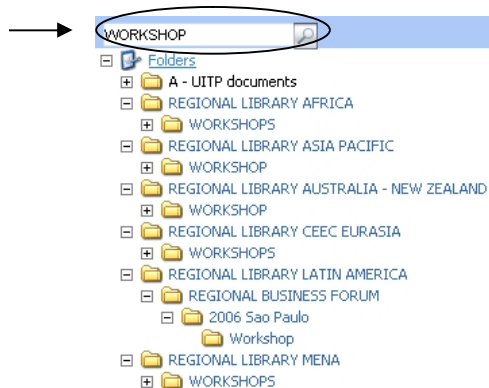 WORKSHOP
Folders
A - UITP documents
REGIONAL LIBRARY AFRICA
WORKSHOPS
REGIONAL LIBRARY ASIA PACIFIC
WORKSHOP
REGIONAL LIBRARY AUSTRALIA - NEW ZEALAND
WORKSHOP
REGIONAL LIBRARY CEEC EURASIA
WORKSHOPS
REGIONAL LIBRARY LATIN AMERICA
REGIONAL BUSINESS FORUM
2006 Sao Paulo
Workshop
REGIONAL LIBRARY MENA
WORKSHOPS